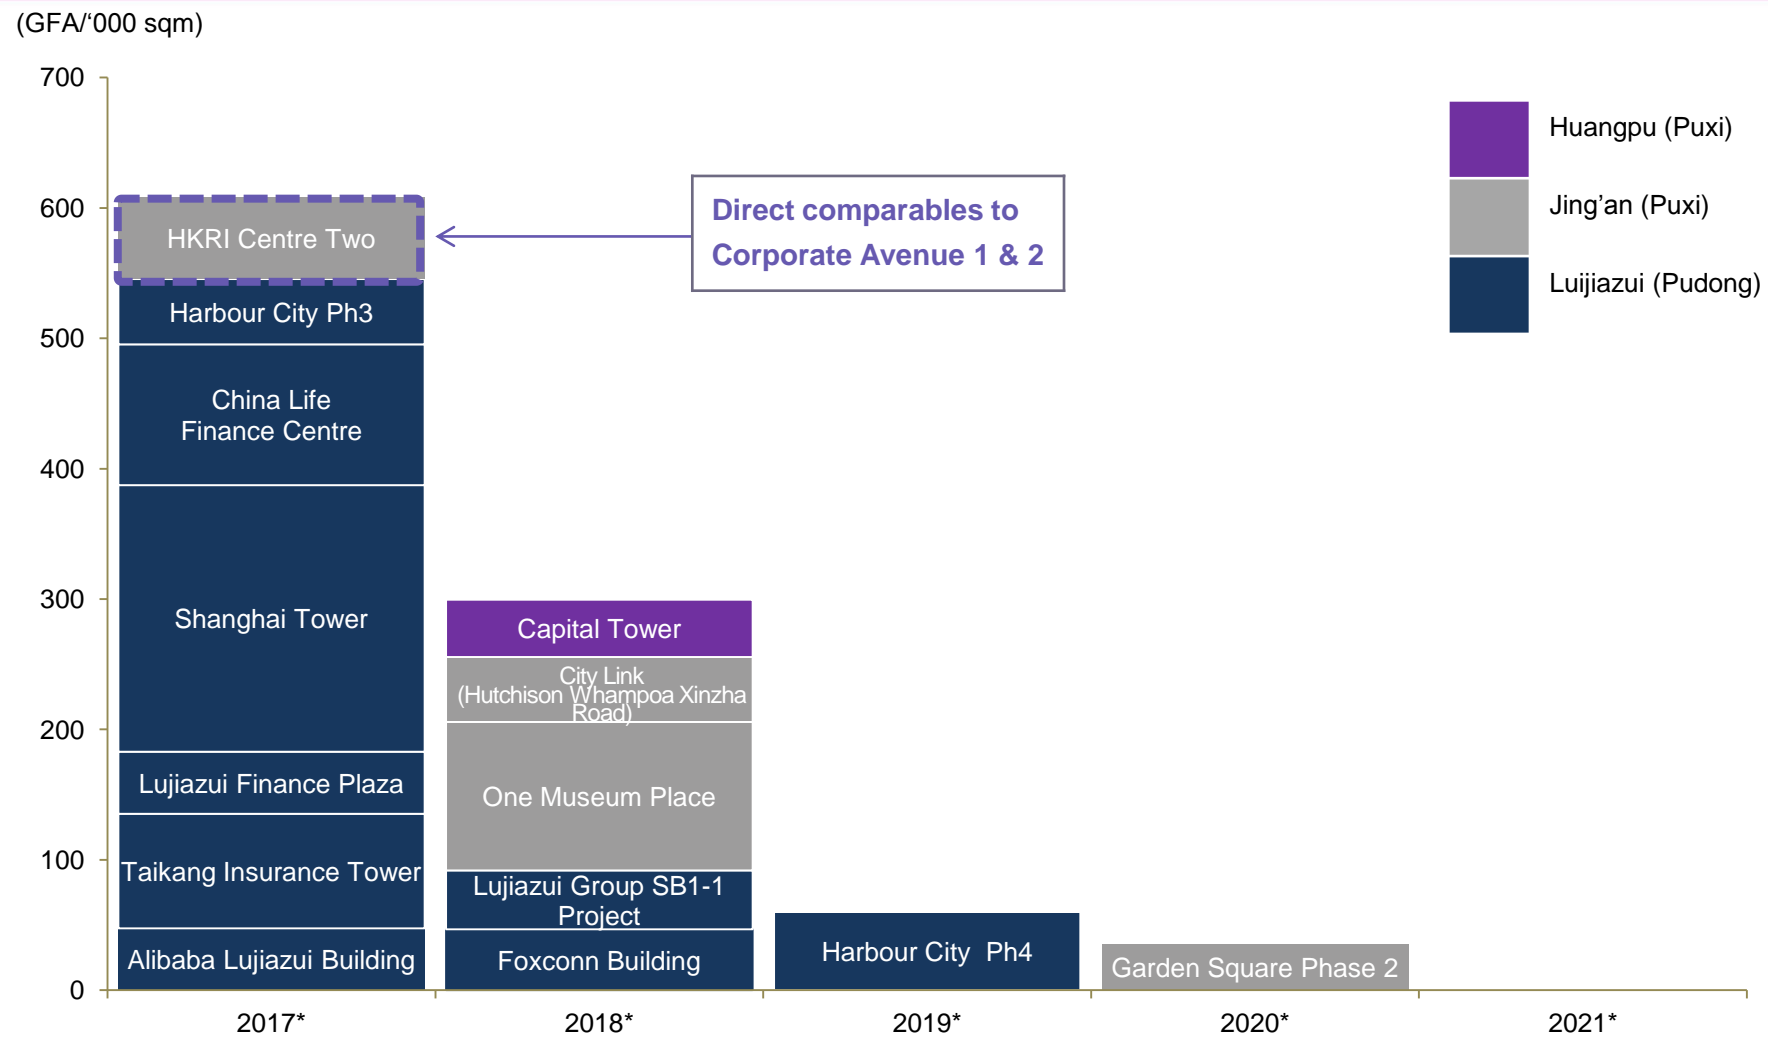 (GFA/‘000 sqm)
700
600
500
400
300
200
100
0
HKRI Centre Two
Harbour City Ph3
China Life
Finance Centre
Shanghai Tower
Lujiazui Finance Plaza
Taikang Insurance Tower
Alibaba Lujiazui Building
Direct comparables to
Corporate Avenue 1 & 2
Capital Tower
City Link
(Hutchison Whampoa Xinzha
Road)
One Museum Place
Lujiazui Group SB1-1
Project
Foxconn Building
Harbour City Ph4
Garden Square Phase 2
Huangpu (Puxi)
Jing’an (Puxi)
Luijiazui (Pudong)
2017*
2018*
2019*
2020*
2021*